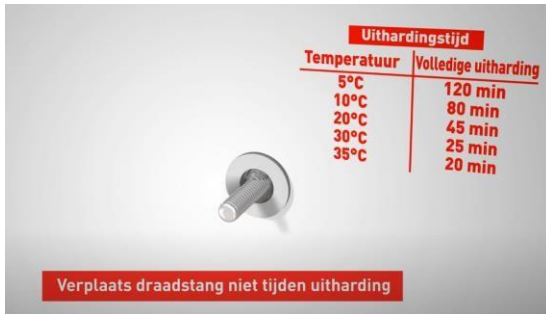 Uithardingstijd
Temperatuur Volledige uitharding
5°C 120 min
10°C 80 min
20°C 45 min
30°C 25 min
35°C 20 min
Verplaats draadstang niet tijden uitharding